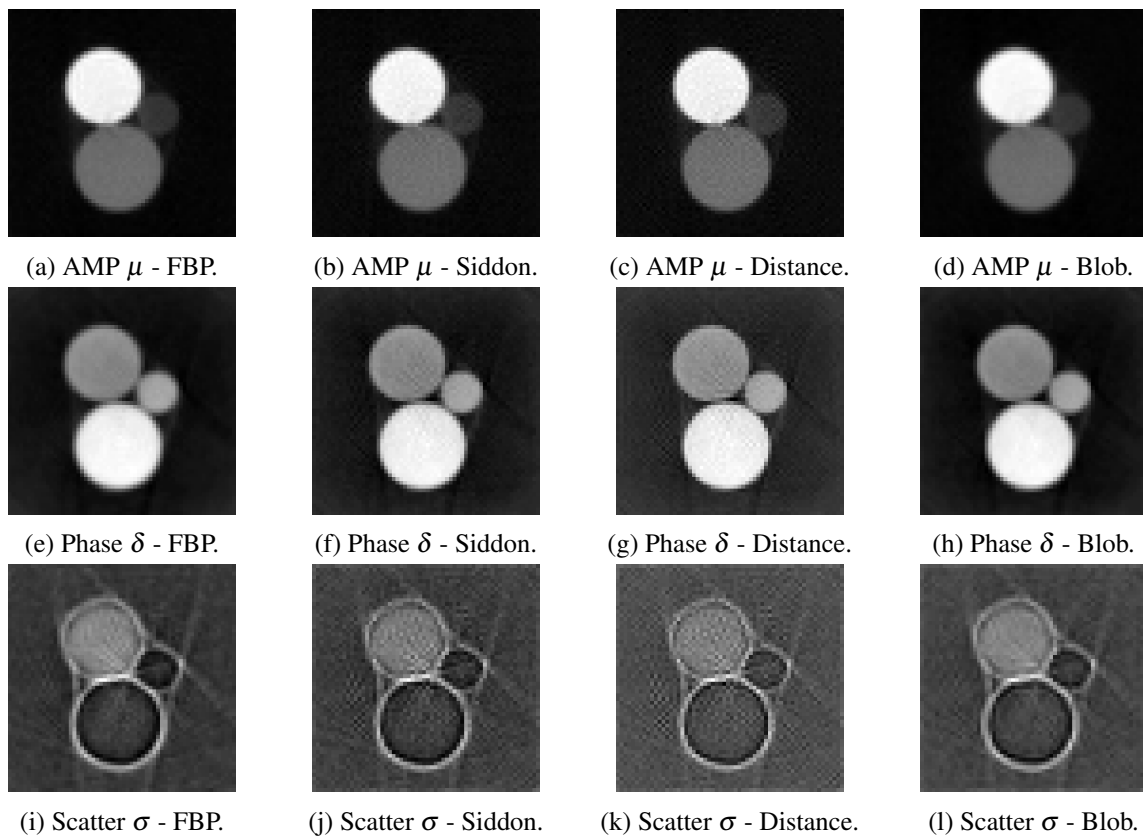 (a) AMP μ - FBP. (b) AMP μ - Siddon. (c) AMP μ - Distance. (d) AMP μ - Blob.
(e) Phase δ - FBP. (f) Phase δ - Siddon. (g) Phase δ - Distance. (h) Phase δ - Blob.
(i) Scatter σ - FBP. (j) Scatter σ - Siddon. (k) Scatter σ - Distance. (l) Scatter σ - Blob.